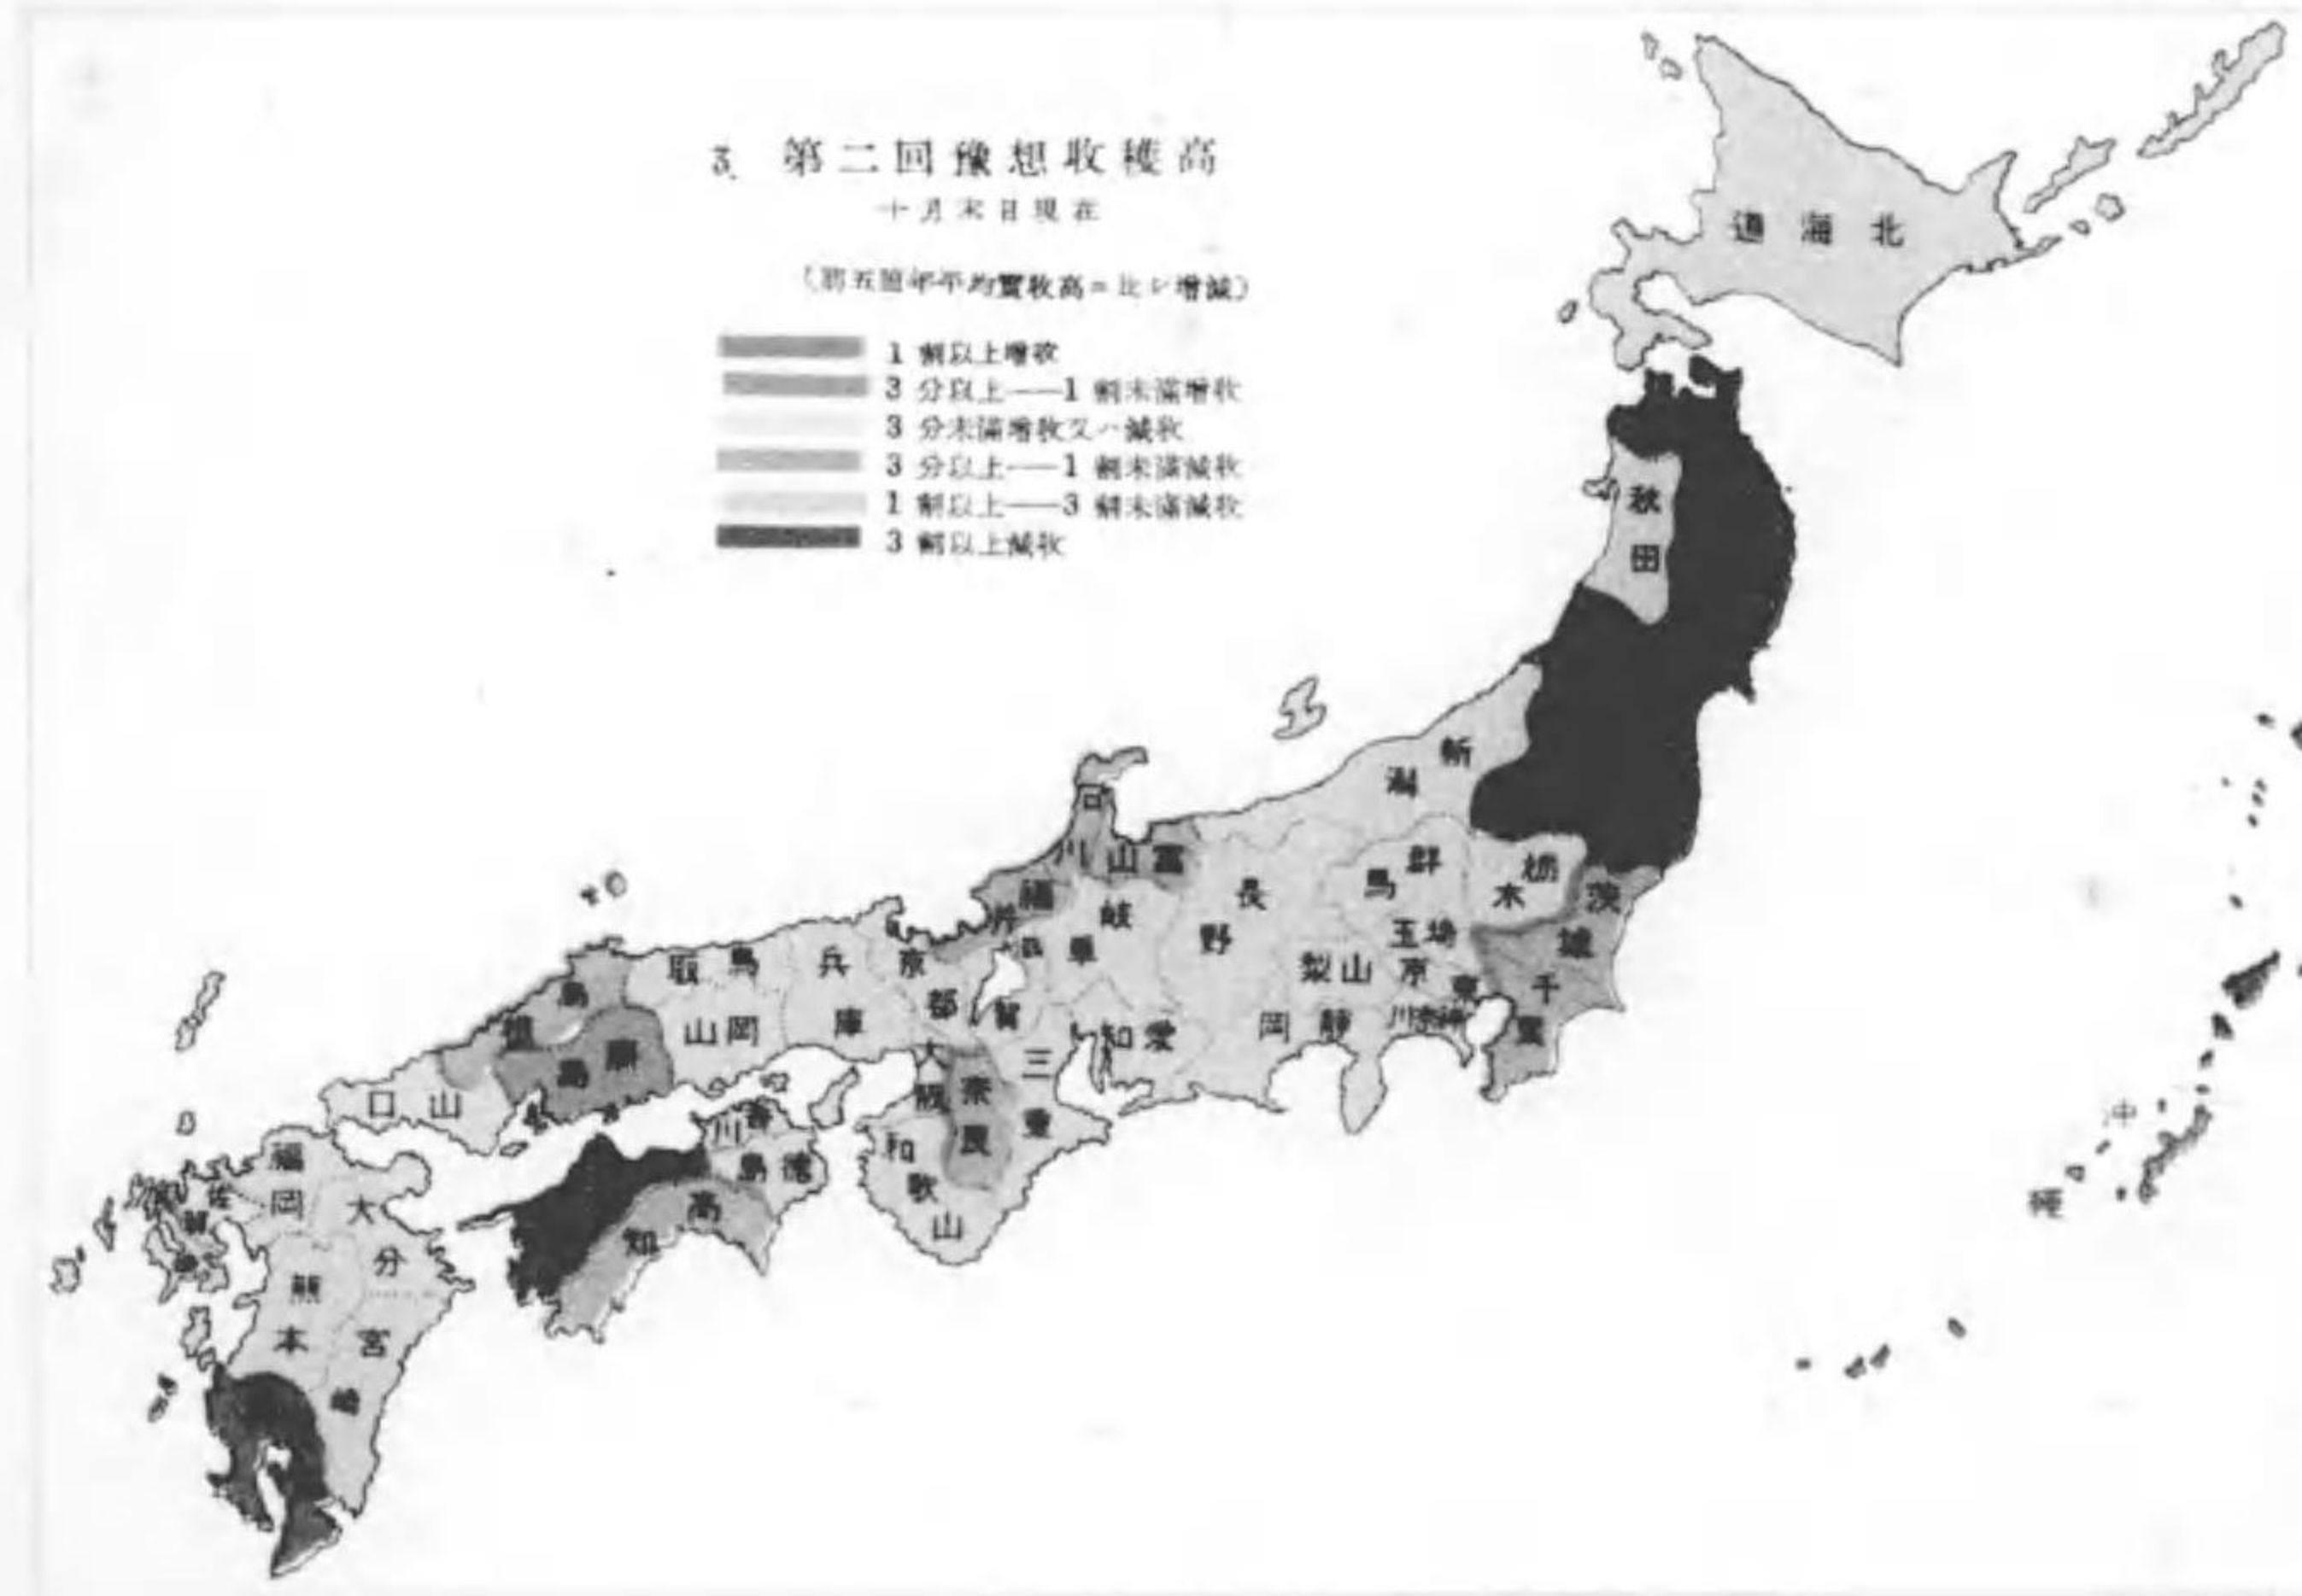 3. 第二回豫想收穫高
十月末日現在
(前五箇年平均實收高ニ比シ增減)
1 割以上增收
3 分以上——1 割未滿增收
3 分未滿增收又ハ減收
3 分以上——1 割未滿減收
1 割以上——3 割未滿減收
3 割以上減收
道海北
秋田
新潟
川
山富
福井
岐阜
長野
群馬
栃木
茨城
玉埼
千葉
東京
梨山
川奈神
岡靜
知愛
賀
三重
京都
大阪
奈良
和歌山
兵庫
取鳥
山岡
島根
島廣
口山
川香
島德
高知
福岡
佐賀
大分
熊本
宮崎
沖繩